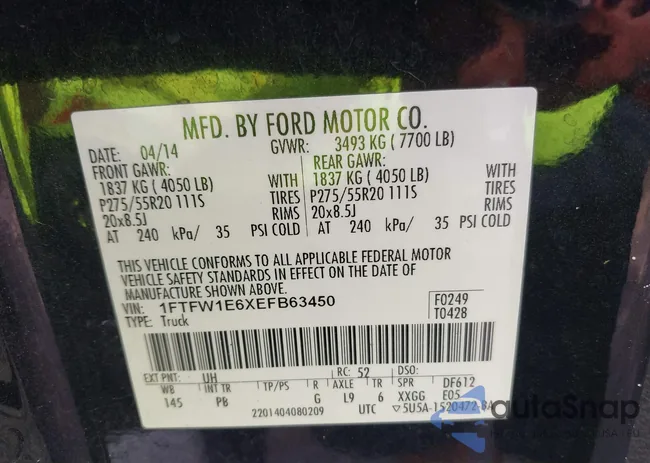 MFD. BY FORD MOTOR CO.
DATE: 04/14 GVWR: 3493 KG ( 7700 LB)
FRONT GAWR: REAR GAWR:
1837 KG ( 4050 LB) WITH 1837 KG ( 4050 LB) WITH
P275/55R20 111S TIRES P275/55R20 111S TIRES
20x8.5J RIMS 20x8.5J RIMS
AT 240 kPa/ 35 PSI COLD AT 240 kPa/ 35 PSI COLD
THIS VEHICLE CONFORMS TO ALL APPLICABLE FEDERAL MOTOR
VEHICLE SAFETY STANDARDS IN EFFECT ON THE DATE OF
MANUFACTURE SHOWN ABOVE.
VIN: 1FTFW1E6XEFB63450 F0249
TYPE: Truck T0428
EXT PNT: UH RC: 52 DSO:
WB INT TR TP/PS R AXLE TR SPR DF612
145 PB G L9 6 XXGG E05
2201404080209 UTC ▽5U5A-1520472-BA
autoSnap